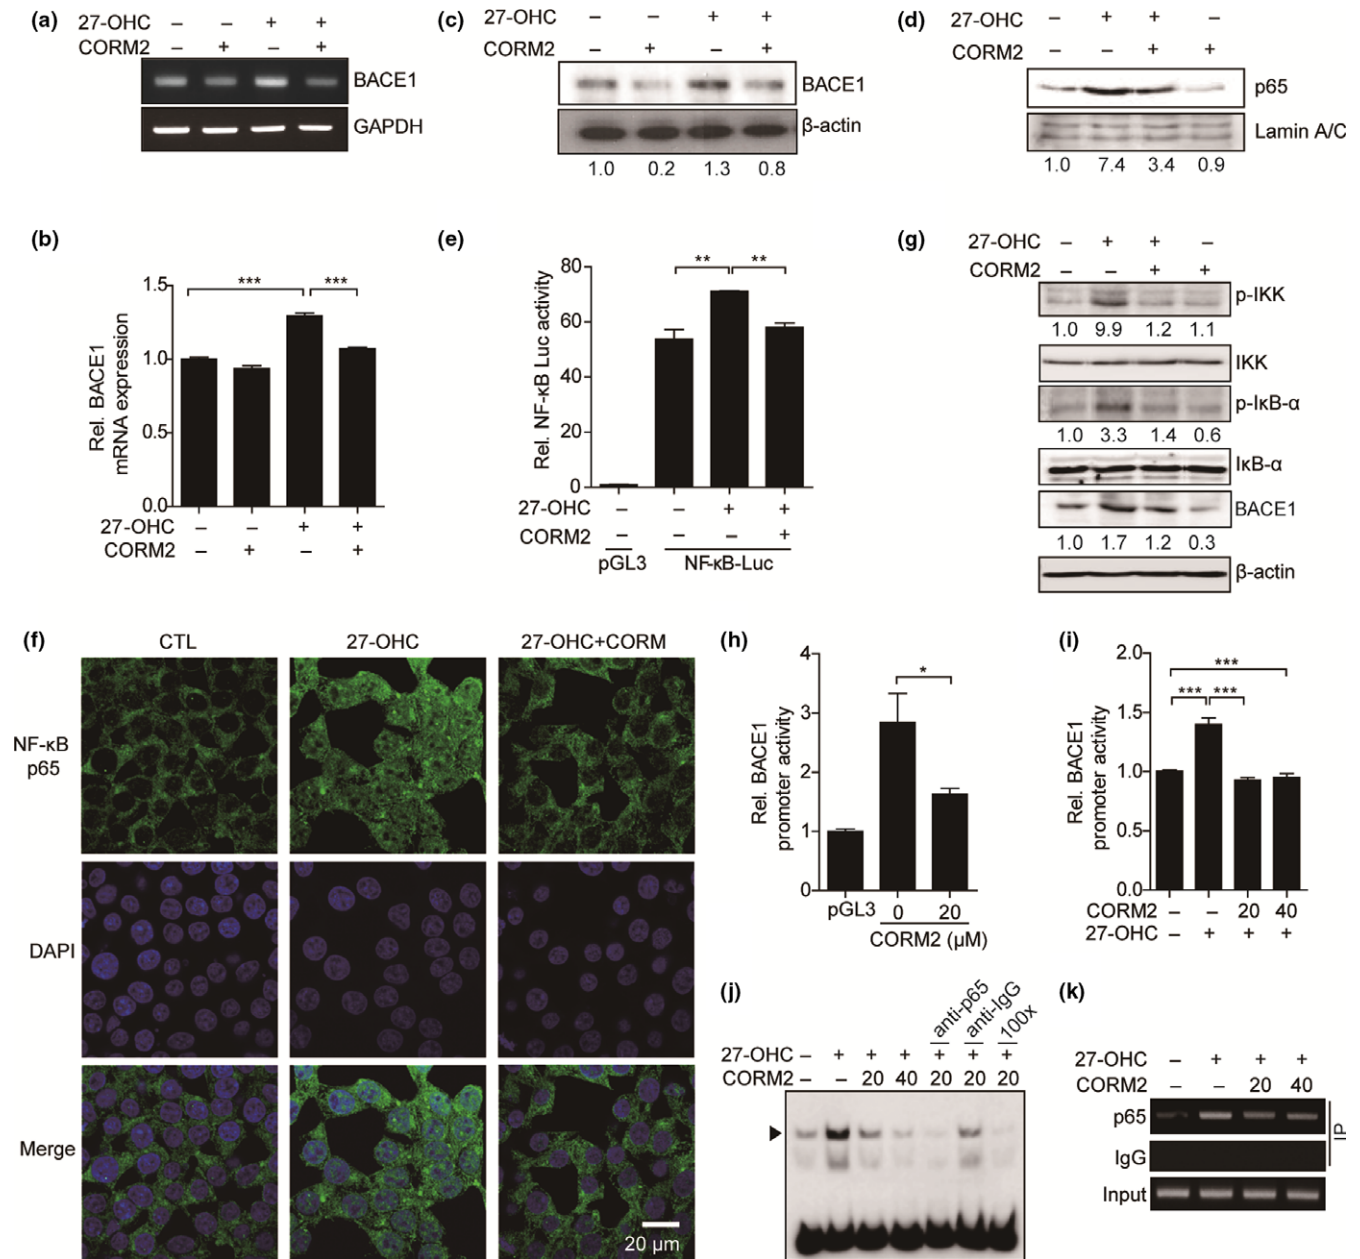 (a)
27-OHC – – + +
CORM2 – + – +
BACE1
GAPDH
(c)
27-OHC – – + +
CORM2 – + – +
BACE1
β-actin
1.0 0.2 1.3 0.8
(d)
27-OHC – + + –
CORM2 – – + +
p65
Lamin A/C
1.0 7.4 3.4 0.9
(b)
Rel. BACE1
mRNA expression
1.5
1.0
0.5
0.0
*** ***
27-OHC – – + +
CORM2 – + – +
(e)
Rel. NF-κB Luc activity
80
60
40
20
0
** **
27-OHC – – + +
CORM2 – – – +
pGL3 NF-κB-Luc
(g)
27-OHC – + + –
CORM2 – – + +
p-IKK
1.0 9.9 1.2 1.1
IKK
p-IκB-α
1.0 3.3 1.4 0.6
IκB-α
BACE1
1.0 1.7 1.2 0.3
β-actin
(f)
CTL 27-OHC 27-OHC+CORM
NF-κB
p65
DAPI
Merge
20 μm
(h)
Rel. BACE1
promoter activity
4
3
2
1
0
*
pGL3 0 20
CORM2 (μM)
(i)
Rel. BACE1
promoter activity
2.0
1.5
1.0
0.5
0.0
***
*** ***
CORM2 – – 20 40
27-OHC – + + +
(j)
anti-p65
anti-IgG
100x
27-OHC – + + + + + +
CORM2 – – 20 40 20 20 20
(k)
27-OHC – + + +
CORM2 – – 20 40
p65
IgG
IP
Input